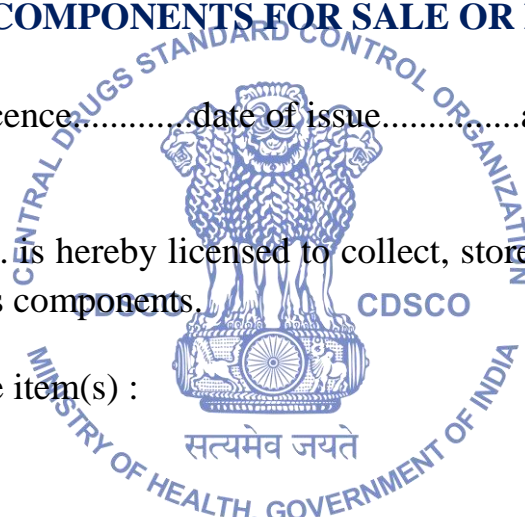 COMPONENTS FOR SALE OR
cence.............date of issue...............a
. is hereby licensed to collect, store
s components.
e item(s) :
CENTRAL DRUGS STANDARD CONTROL ORGANIZATION
CDSCO CDSCO
सत्यमेव जयते
MINISTRY OF HEALTH, GOVERNMENT OF INDIA